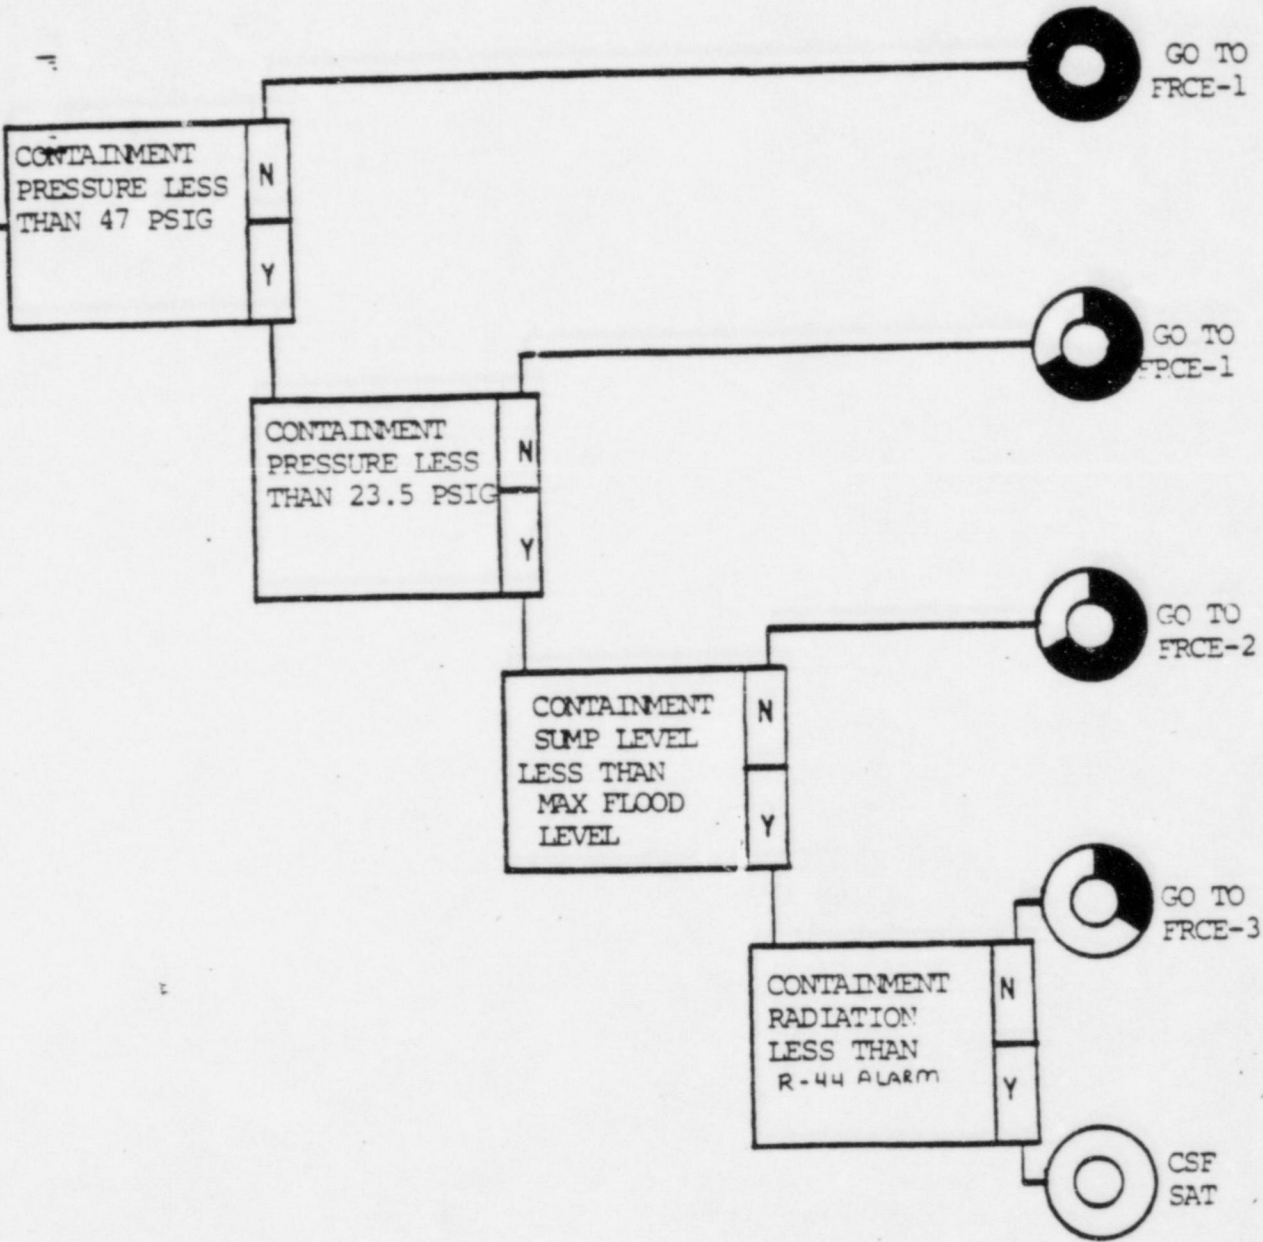 GO TO
FRCE-1
CONTAINMENT
PRESSURE LESS
THAN 47 PSIG
N
Y
GO TO
FRCE-1
CONTAINMENT
PRESSURE LESS
THAN 23.5 PSIG
N
Y
GO TO
FRCE-2
CONTAINMENT
SUMP LEVEL
LESS THAN
MAX FLOOD
LEVEL
N
Y
GO TO
FRCE-3
CONTAINMENT
RADIATION
LESS THAN
R-44 ALARM
N
Y
CSF
SAT